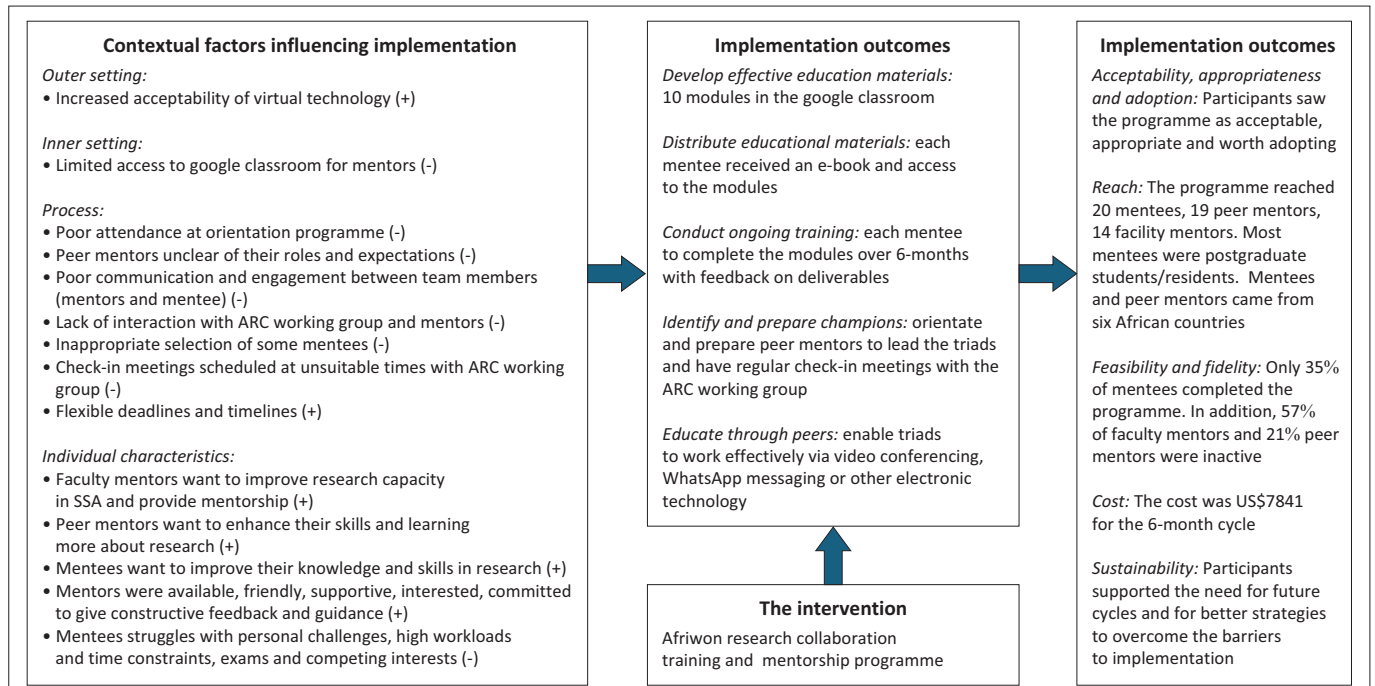 Contextual factors influencing implementation
Outer setting:
• Increased acceptability of virtual technology (+)
Inner setting:
• Limited access to google classroom for mentors (-)
Process:
• Poor attendance at orientation programme (-)
• Peer mentors unclear of their roles and expectations (-)
• Poor communication and engagement between team members
(mentors and mentee) (-)
• Lack of interaction with ARC working group and mentors (-)
• Inappropriate selection of some mentees (-)
• Check-in meetings scheduled at unsuitable times with ARC working
group (-)
• Flexible deadlines and timelines (+)
Individual characteristics:
• Faculty mentors want to improve research capacity
in SSA and provide mentorship (+)
• Peer mentors want to enhance their skills and learning
more about research (+)
• Mentees want to improve their knowledge and skills in research (+)
• Mentors were available, friendly, supportive, interested, committed
to give constructive feedback and guidance (+)
• Mentees struggles with personal challenges, high workloads
and time constraints, exams and competing interests (-)
Implementation outcomes
Develop effective education materials:
10 modules in the google classroom
Distribute educational materials: each
mentee received an e-book and access
to the modules
Conduct ongoing training: each mentee
to complete the modules over 6-months
with feedback on deliverables
Identify and prepare champions: orientate
and prepare peer mentors to lead the triads
and have regular check-in meetings with the
ARC working group
Educate through peers: enable triads
to work effectively via video conferencing,
WhatsApp messaging or other electronic
technology
The intervention
Afriwon research collaboration
training and mentorship programme
Implementation outcomes
Acceptability, appropriateness
and adoption: Participants saw
the programme as acceptable,
appropriate and worth adopting
Reach: The programme reached
20 mentees, 19 peer mentors,
14 facility mentors. Most
mentees were postgraduate
students/residents. Mentees
and peer mentors came from
six African countries
Feasibility and fidelity: Only 35%
of mentees completed the
programme. In addition, 57%
of faculty mentors and 21% peer
mentors were inactive
Cost: The cost was US$7841
for the 6-month cycle
Sustainability: Participants
supported the need for future
cycles and for better strategies
to overcome the barriers
to implementation